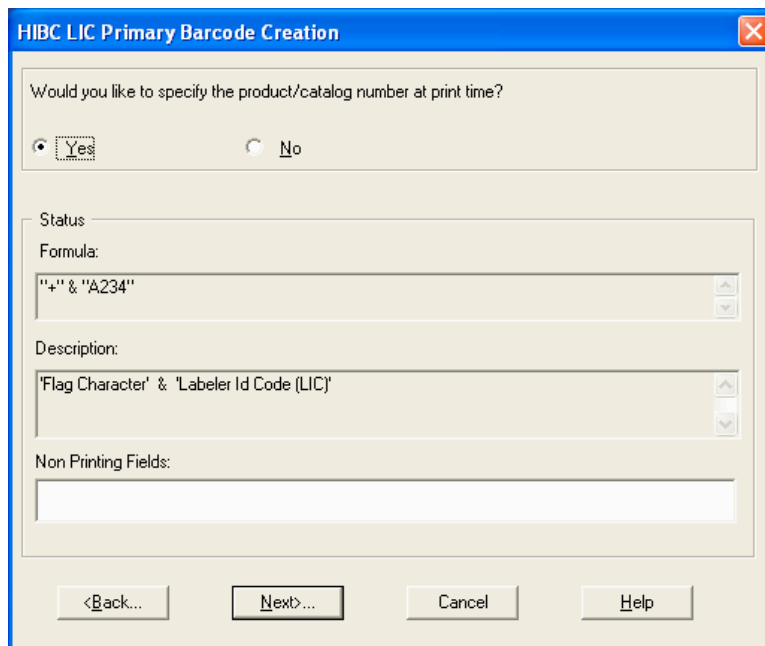 HIBC LIC Primary Barcode Creation
Would you like to specify the product/catalog number at print time?
Yes No
Status
Formula:
"+" & "A234"
Description:
'Flag Character' & 'Labeler Id Code (LIC)'
Non Printing Fields:
<Back... Next>... Cancel Help